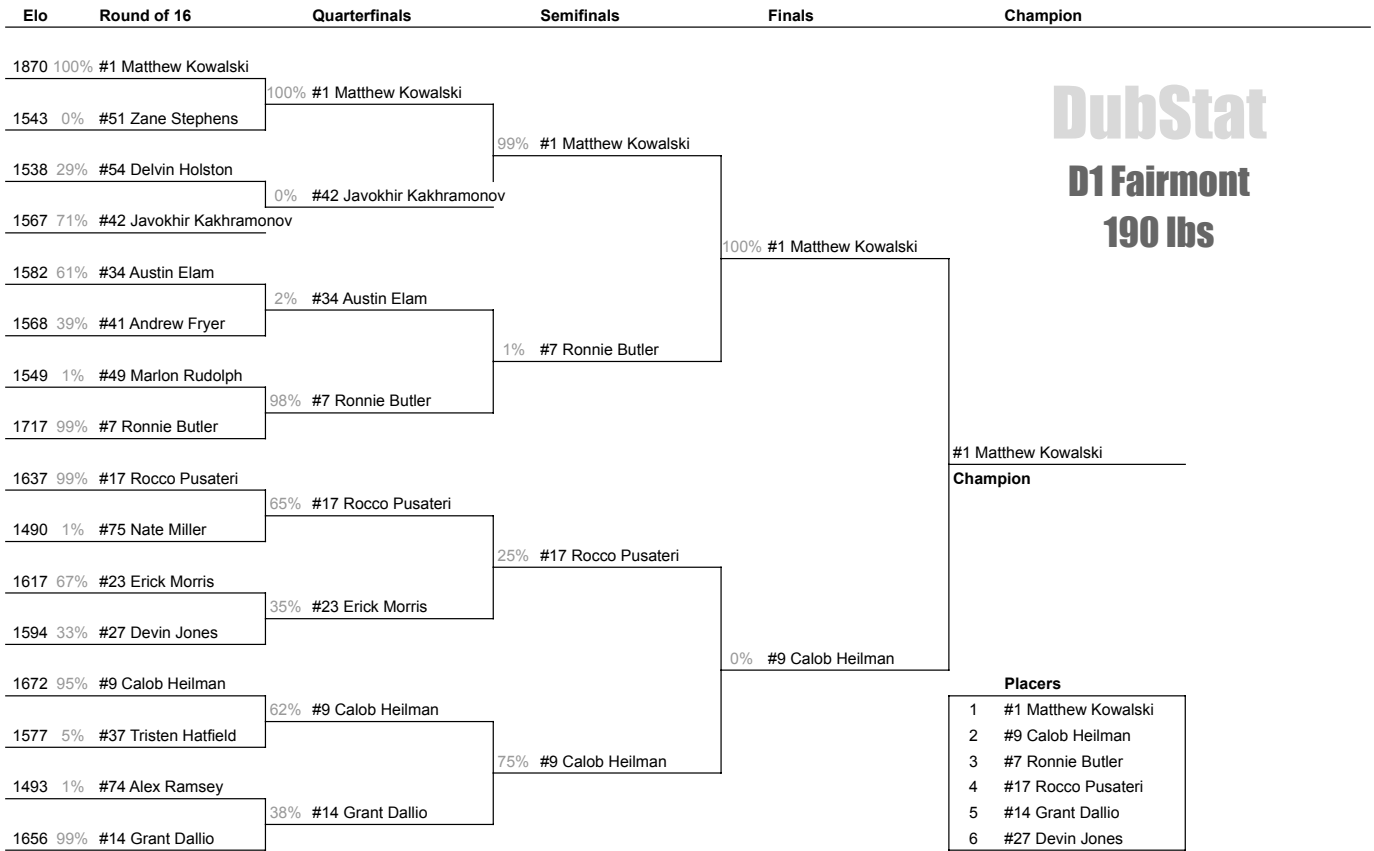 Elo Round of 16 Quarterfinals Semifinals Finals Champion
1870 100% #1 Matthew Kowalski
100% #1 Matthew Kowalski
1543 0% #51 Zane Stephens
99% #1 Matthew Kowalski
1538 29% #54 Delvin Holston
0% #42 Javokhir Kakhramonov
1567 71% #42 Javokhir Kakhramonov
100% #1 Matthew Kowalski
1582 61% #34 Austin Elam
2% #34 Austin Elam
1568 39% #41 Andrew Fryer
1% #7 Ronnie Butler
1549 1% #49 Marlon Rudolph
98% #7 Ronnie Butler
1717 99% #7 Ronnie Butler
#1 Matthew Kowalski
Champion
1637 99% #17 Rocco Pusateri
65% #17 Rocco Pusateri
1490 1% #75 Nate Miller
25% #17 Rocco Pusateri
1617 67% #23 Erick Morris
35% #23 Erick Morris
1594 33% #27 Devin Jones
0% #9 Calob Heilman
1672 95% #9 Calob Heilman
62% #9 Calob Heilman
1577 5% #37 Tristen Hatfield
75% #9 Calob Heilman
1493 1% #74 Alex Ramsey
38% #14 Grant Dallio
1656 99% #14 Grant Dallio
DubStat
D1 Fairmont
190 lbs
Placers
1 #1 Matthew Kowalski
2 #9 Calob Heilman
3 #7 Ronnie Butler
4 #17 Rocco Pusateri
5 #14 Grant Dallio
6 #27 Devin Jones